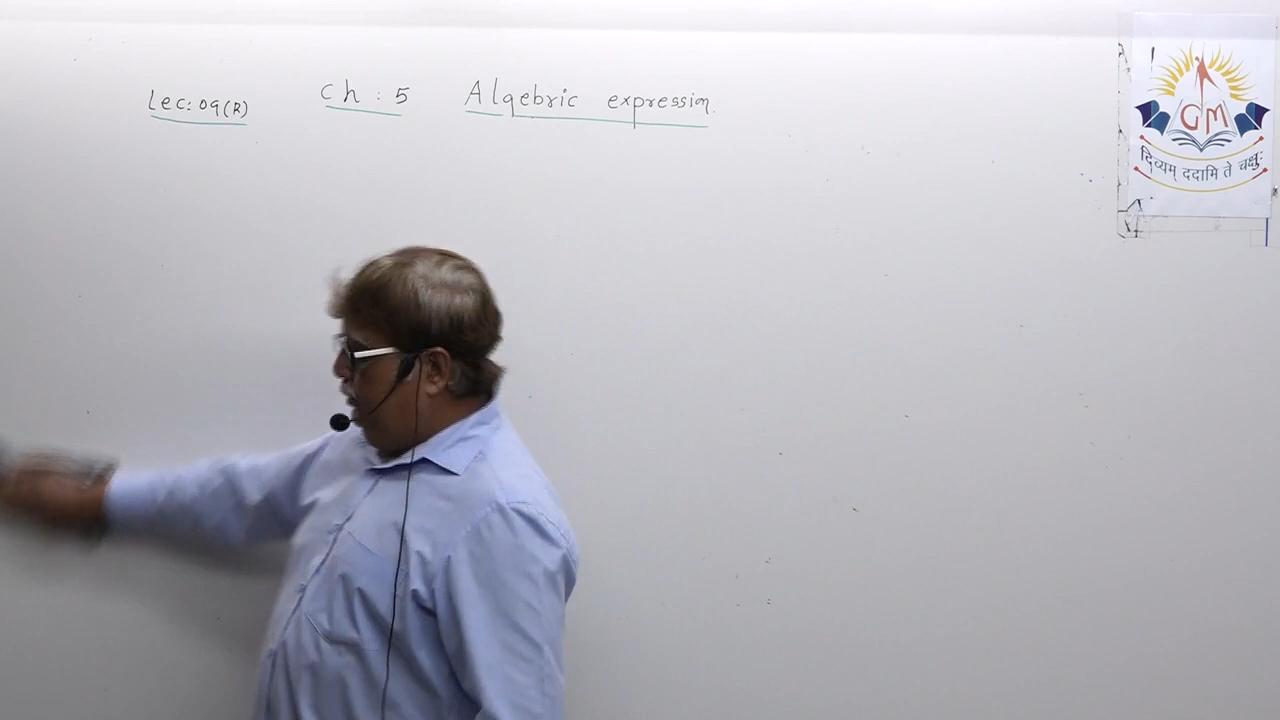 Lec: 09 (R) Ch : 5 Algebric expression.
GM
दिव्यम् ददामि ते चक्षुः